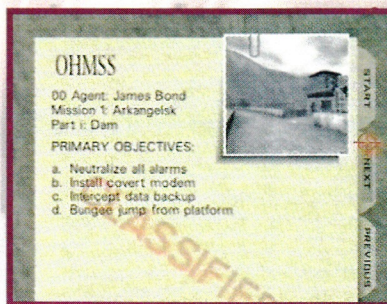 OHMSS
00 Agent: James Bond
Mission 1: Arkangelsk
Part i: Dam
PRIMARY OBJECTIVES:
a. Neutralize all alarms
b. Install covert modem
c. Intercept data backup
d. Bungee jump from platform
CLASSIFIED
START
NEXT
PREVIOUS